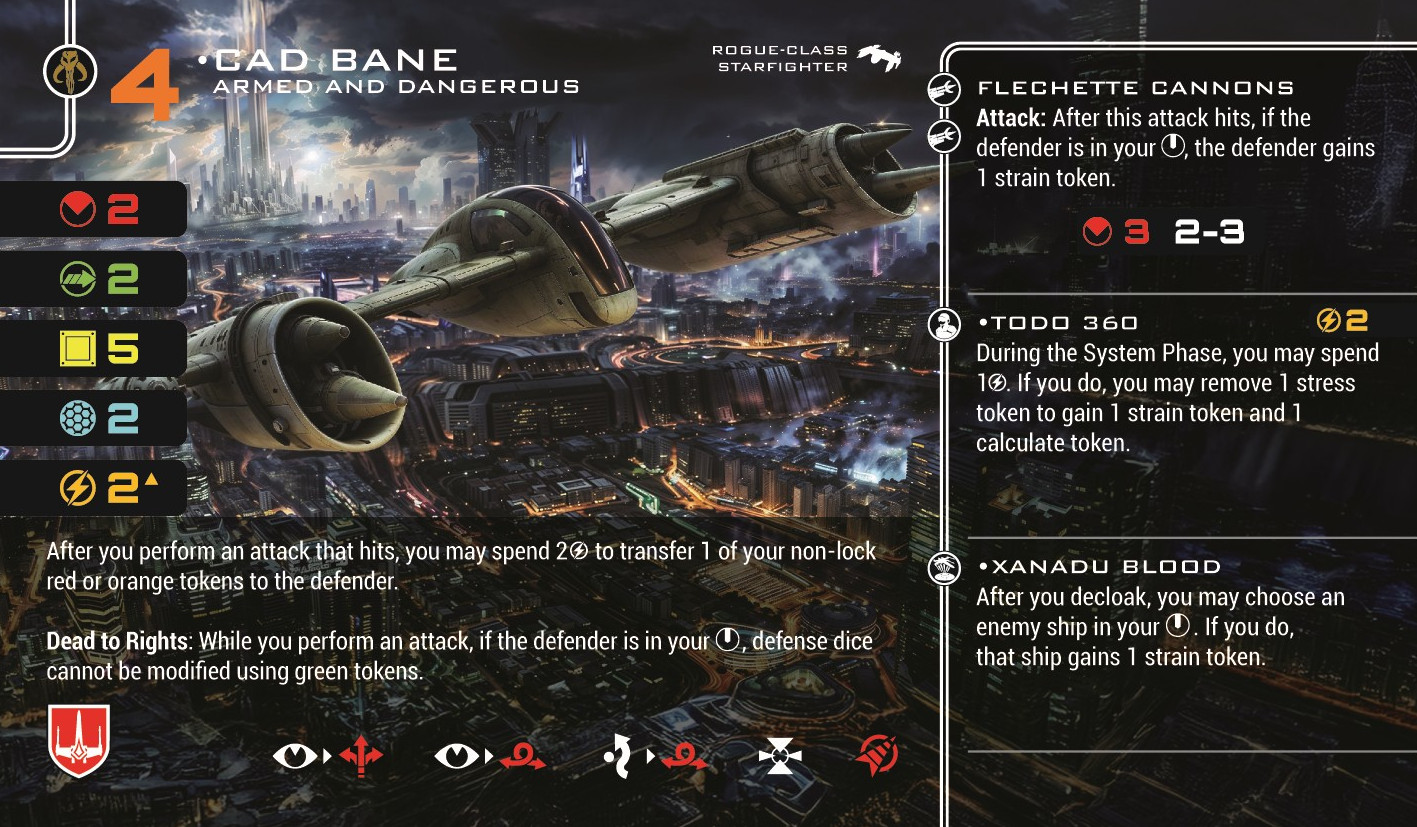 4
•CAD BANE
ARMED AND DANGEROUS
ROGUE-CLASS
STARFIGHTER
2
2
5
2
2
After you perform an attack that hits, you may spend 2 to transfer 1 of your non-lock
red or orange tokens to the defender.
Dead to Rights: While you perform an attack, if the defender is in your , defense dice
cannot be modified using green tokens.
FLECHETTE CANNONS
Attack: After this attack hits, if the
defender is in your , the defender gains
1 strain token.
3 2-3
•TODO 360 2
During the System Phase, you may spend
1. If you do, you may remove 1 stress
token to gain 1 strain token and 1
calculate token.
•XANADU BLOOD
After you decloak, you may choose an
enemy ship in your . If you do,
that ship gains 1 strain token.